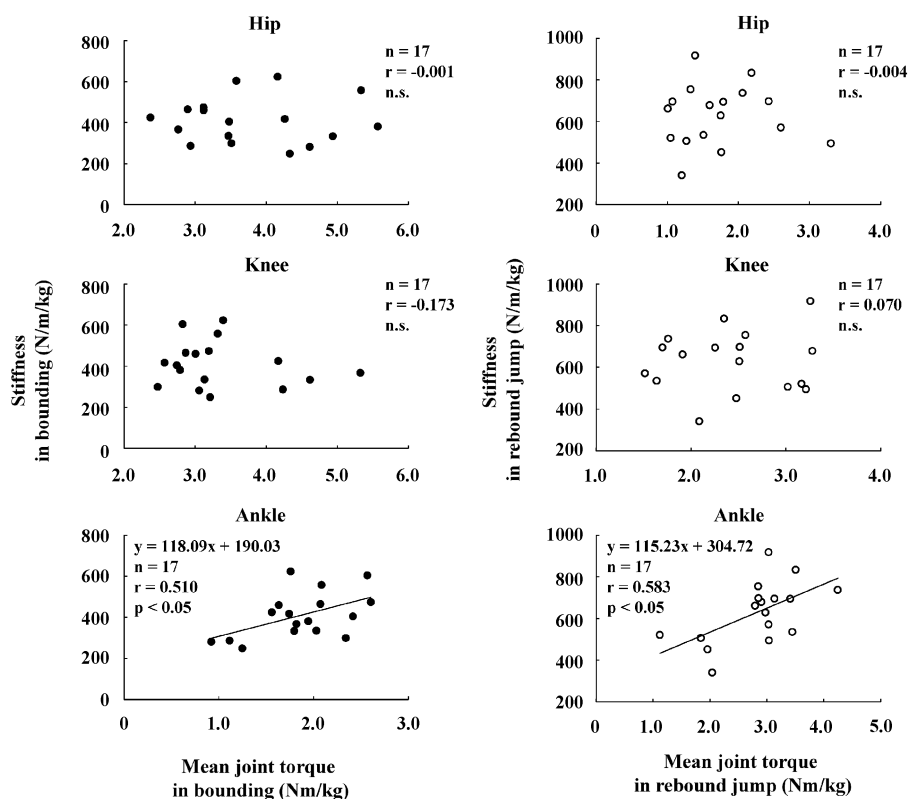 Hip
800
600
400
200
0
2.0 3.0 4.0 5.0 6.0
n = 17
r = -0.001
n.s.
Hip
1000
800
600
400
200
0 1.0 2.0 3.0 4.0
n = 17
r = -0.004
n.s.
Knee
800
600
400
200
0
2.0 3.0 4.0 5.0 6.0
n = 17
r = -0.173
n.s.
Stiffness
in bounding (N/m/kg)
Knee
1000
800
600
400
200
1.0 2.0 3.0 4.0
n = 17
r = 0.070
n.s.
Stiffness
in rebound jump (N/m/kg)
Ankle
800
600
400
200
0
0 1.0 2.0 3.0
y = 118.09x + 190.03
n = 17
r = 0.510
p < 0.05
Mean joint torque
in bounding (Nm/kg)
Ankle
1000
800
600
400
200
0 1.0 2.0 3.0 4.0 5.0
y = 115.23x + 304.72
n = 17
r = 0.583
p < 0.05
Mean joint torque
in rebound jump (Nm/kg)